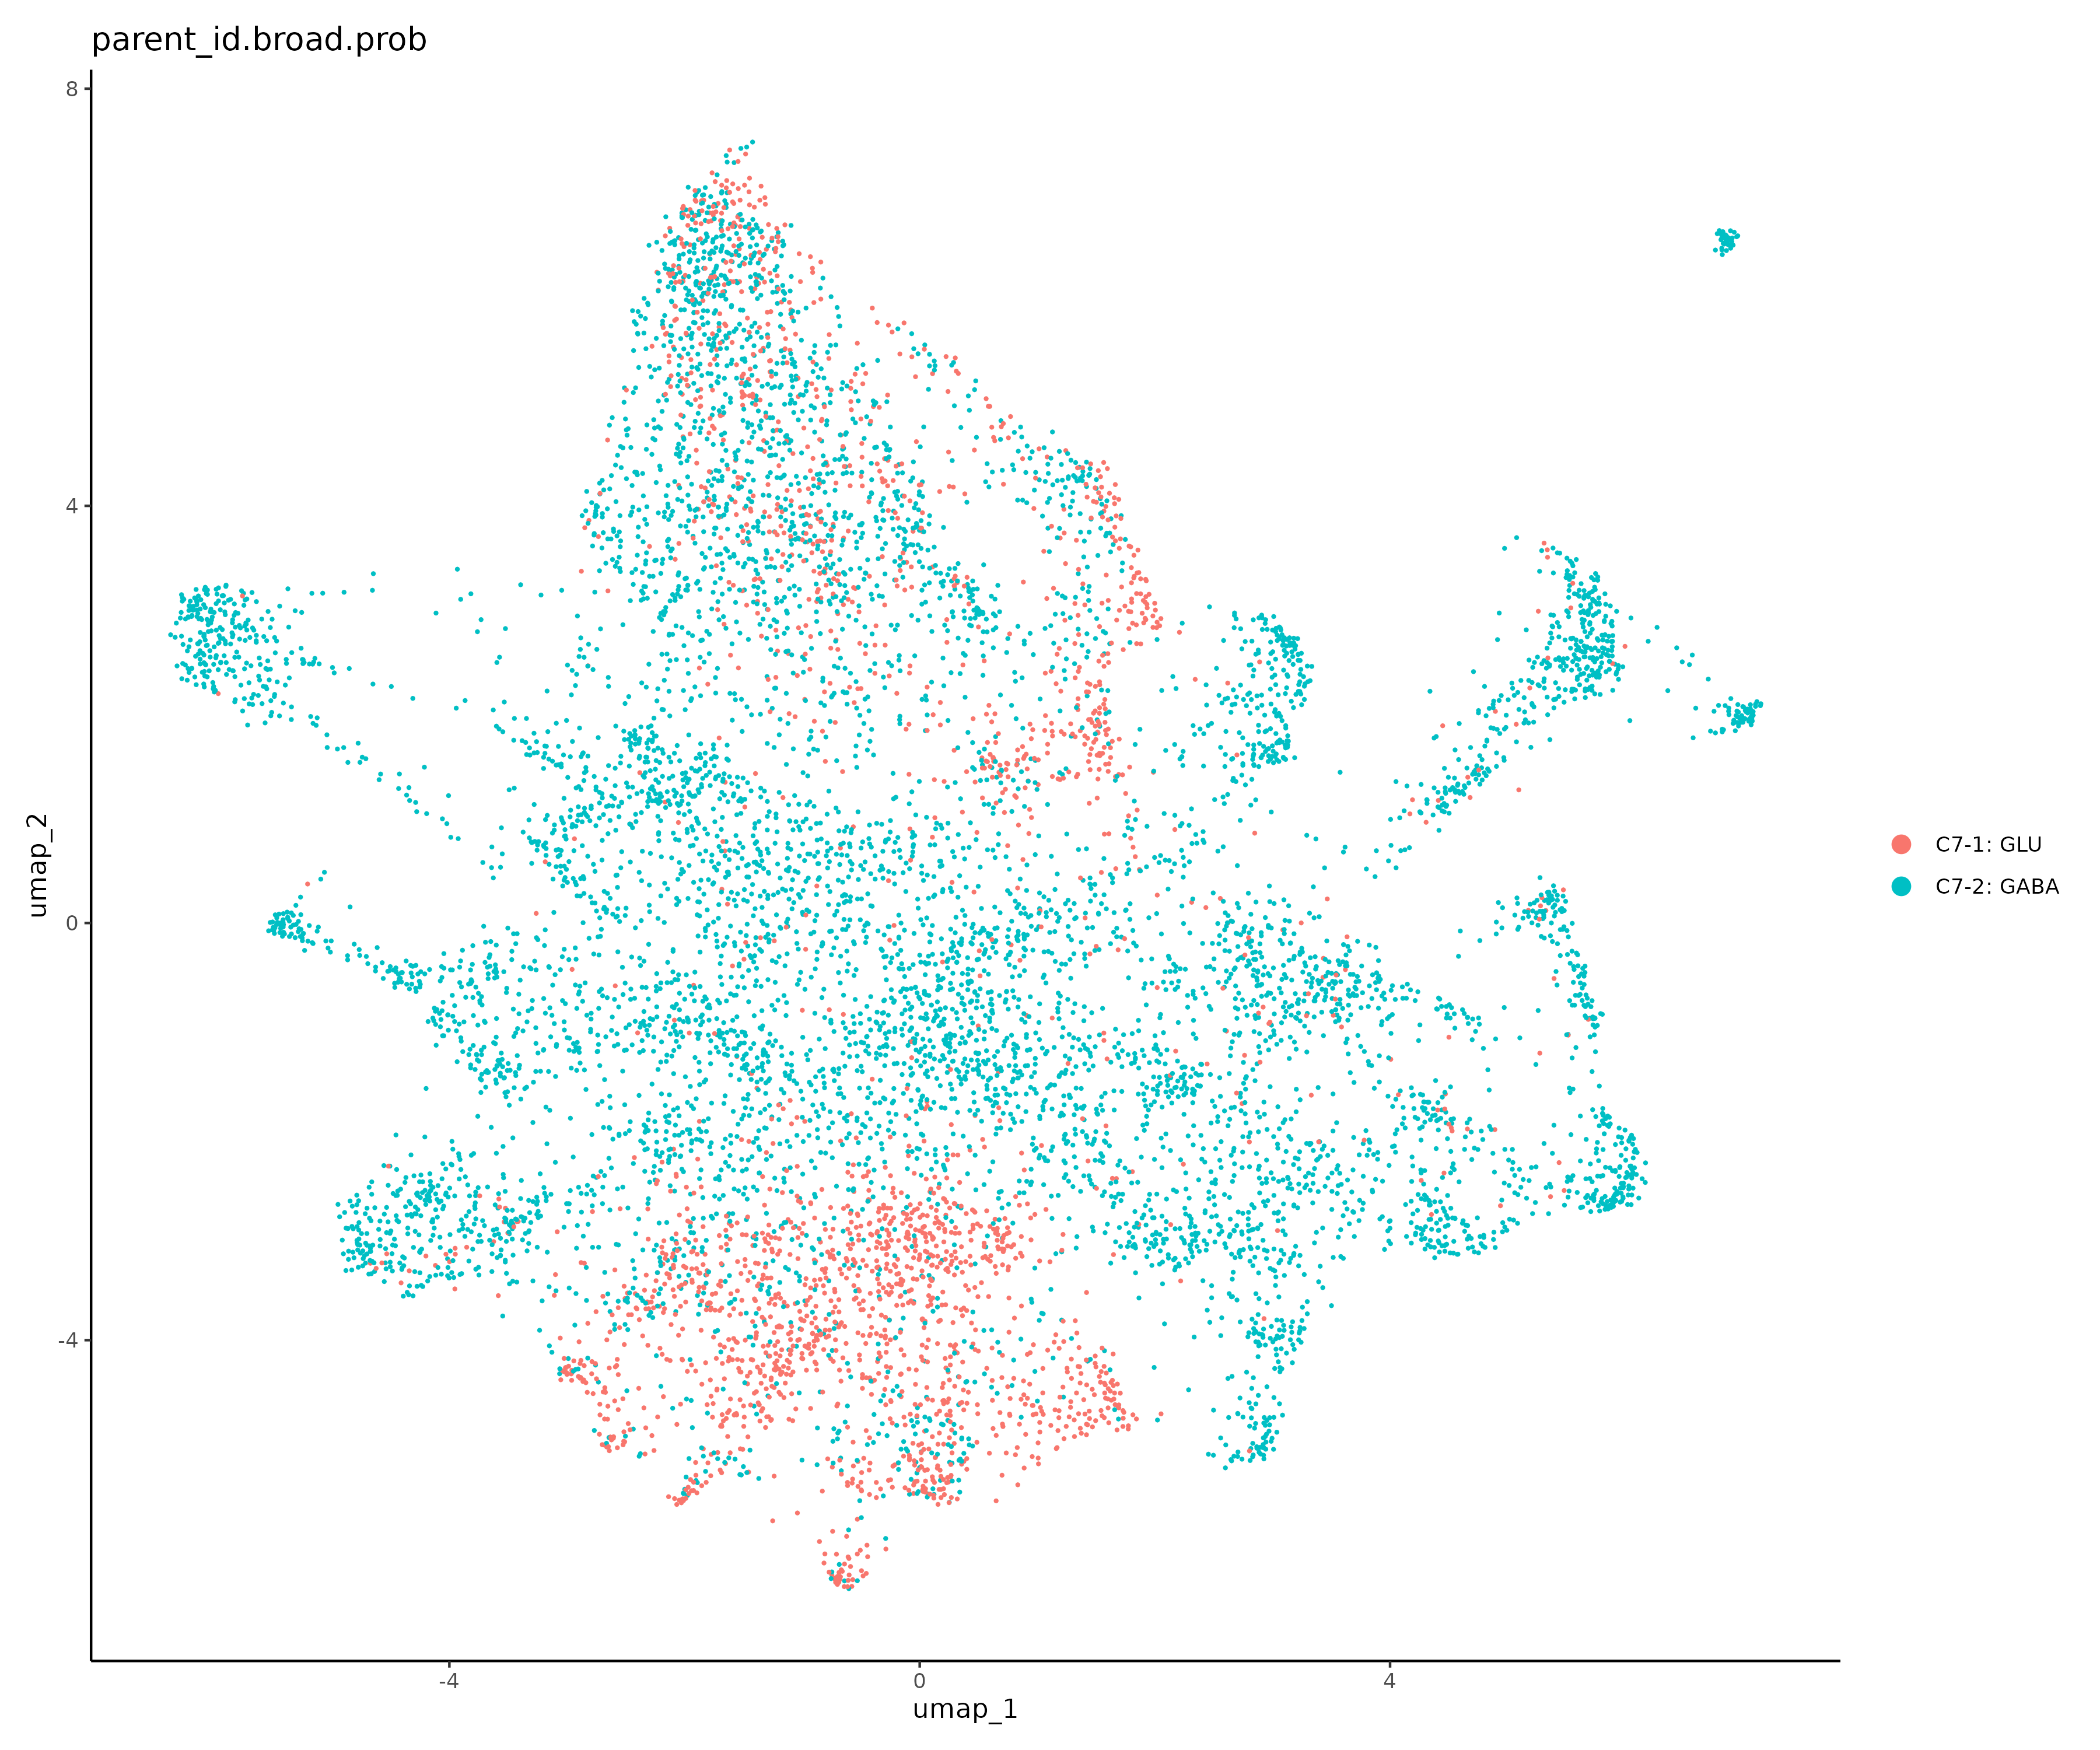 parent_id.broad.prob
8
4
0
-4
umap_2
-4
0
4
umap_1
C7-1: GLU
C7-2: GABA